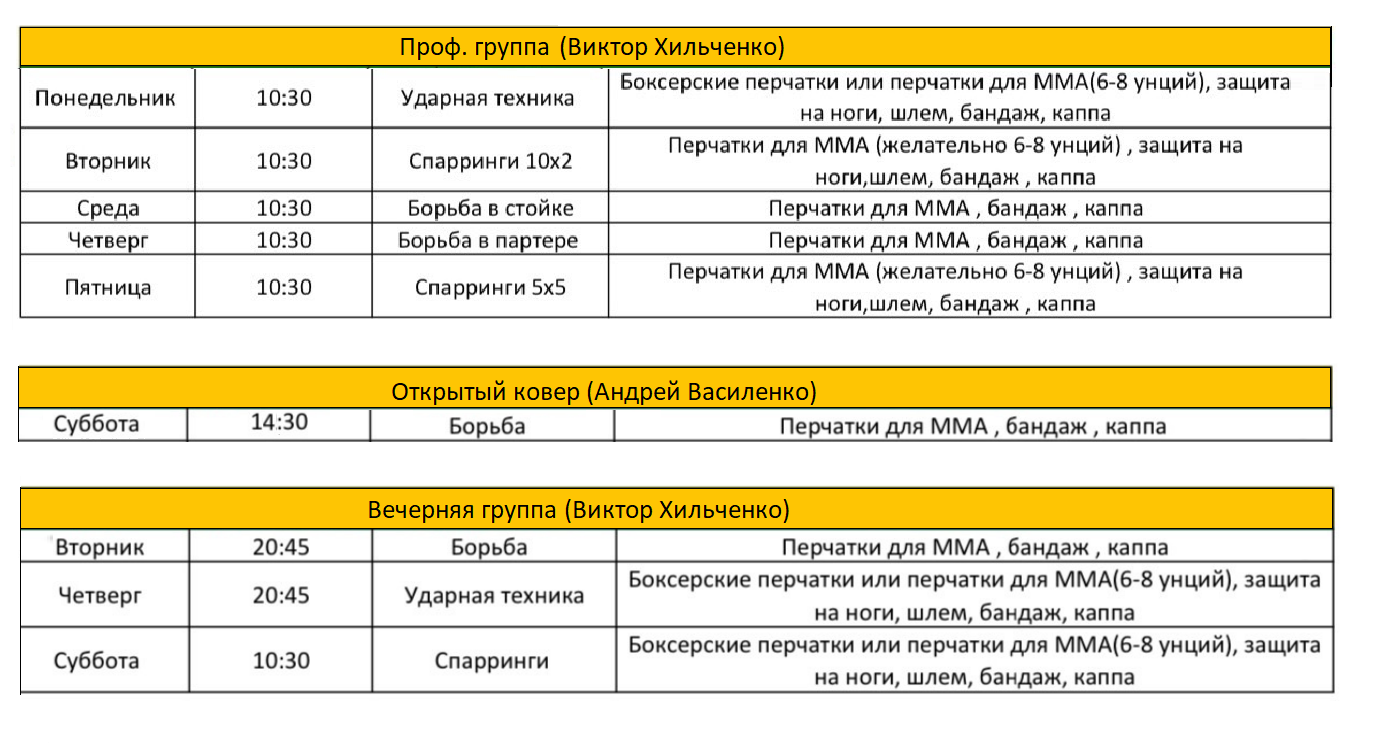 Проф. группа (Виктор Хильченко)
Понедельник 10:30 Ударная техника Боксерские перчатки или перчатки для ММА(6-8 унций), защита
на ноги, шлем, бандаж, каппа
Вторник 10:30 Спарринги 10х2 Перчатки для ММА (желательно 6-8 унций) , защита на
ноги,шлем, бандаж , каппа
Среда 10:30 Борьба в стойке Перчатки для ММА , бандаж , каппа
Четверг 10:30 Борьба в партере Перчатки для ММА , бандаж , каппа
Пятница 10:30 Спарринги 5х5 Перчатки для ММА (желательно 6-8 унций) , защита на
ноги,шлем, бандаж , каппа
Открытый ковер (Андрей Василенко)
Суббота 14:30 Борьба Перчатки для ММА , бандаж , каппа
Вечерняя группа (Виктор Хильченко)
Вторник 20:45 Борьба Перчатки для ММА , бандаж , каппа
Четверг 20:45 Ударная техника Боксерские перчатки или перчатки для ММА(6-8 унций), защита
на ноги, шлем, бандаж, каппа
Суббота 10:30 Спарринги Боксерские перчатки или перчатки для ММА(6-8 унций), защита
на ноги, шлем, бандаж, каппа